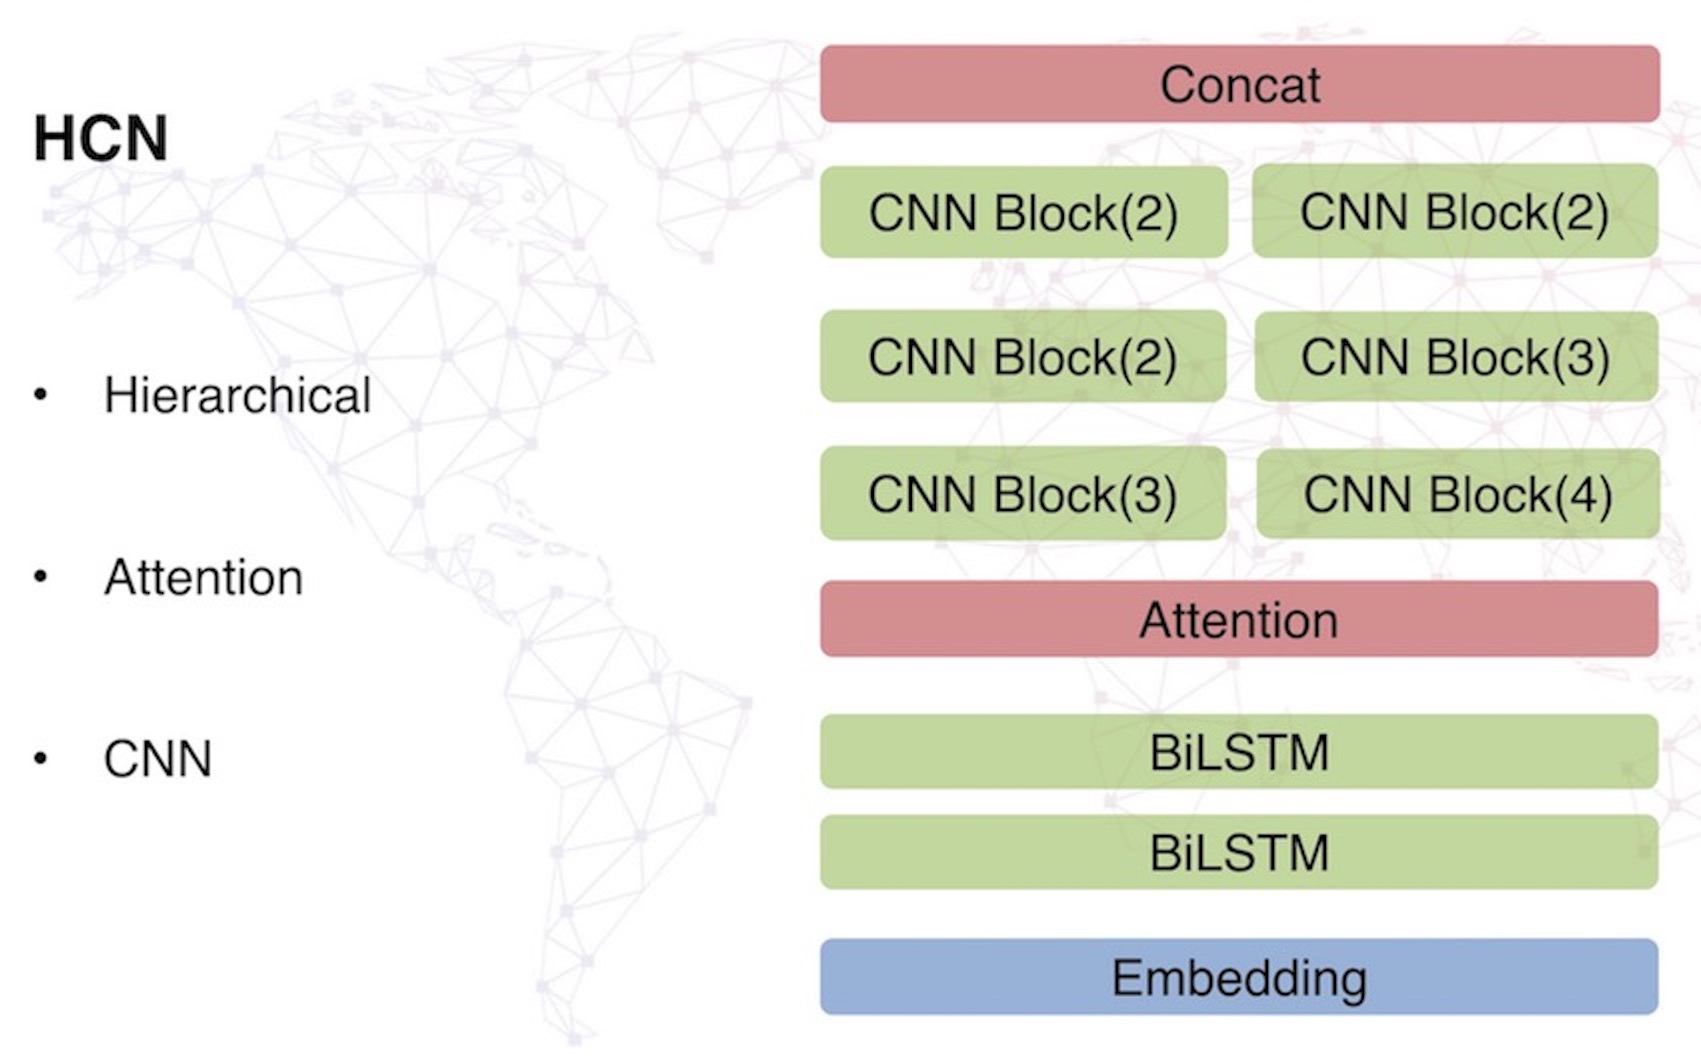 HCN
• Hierarchical
• Attention
• CNN
Concat
CNN Block(2) CNN Block(2)
CNN Block(2) CNN Block(3)
CNN Block(3) CNN Block(4)
Attention
BiLSTM
BiLSTM
Embedding